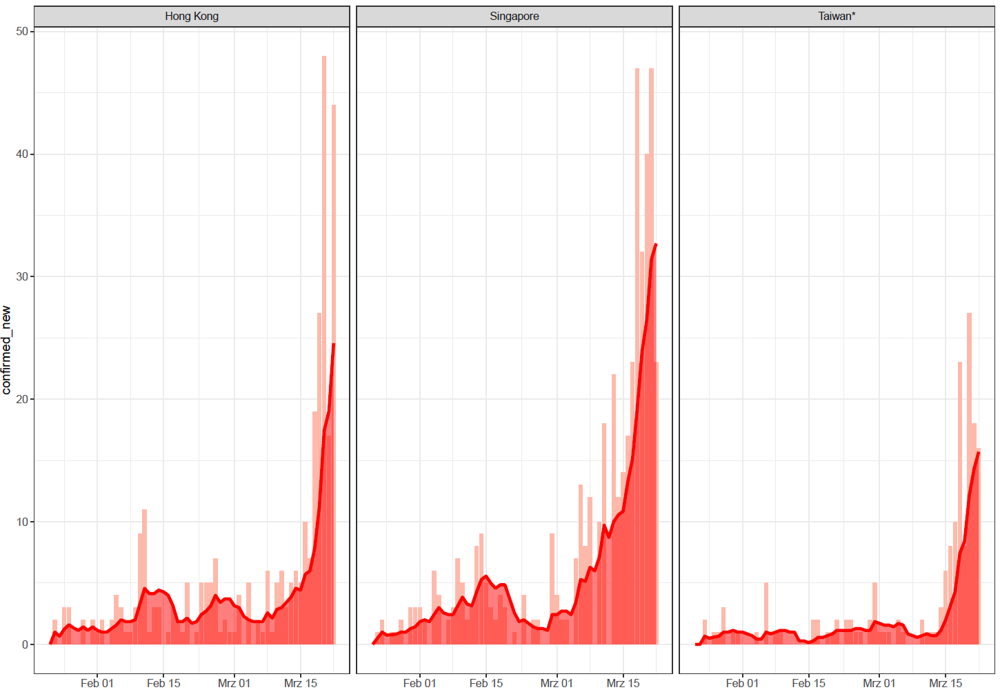 Hong Kong
Singapore
Taiwan*
50
40
30
20
10
0
confirmed_new
Feb 01 Feb 15 Mrz 01 Mrz 15
Feb 01 Feb 15 Mrz 01 Mrz 15
Feb 01 Feb 15 Mrz 01 Mrz 15